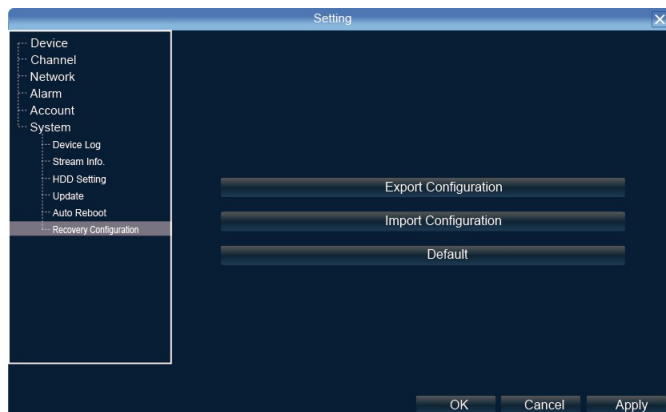 Setting
Device
Channel
Network
Alarm
Account
System
Device Log
Stream Info.
HDD Setting
Update
Auto Reboot
Recovery Configuration
Export Configuration
Import Configuration
Default
OK Cancel Apply